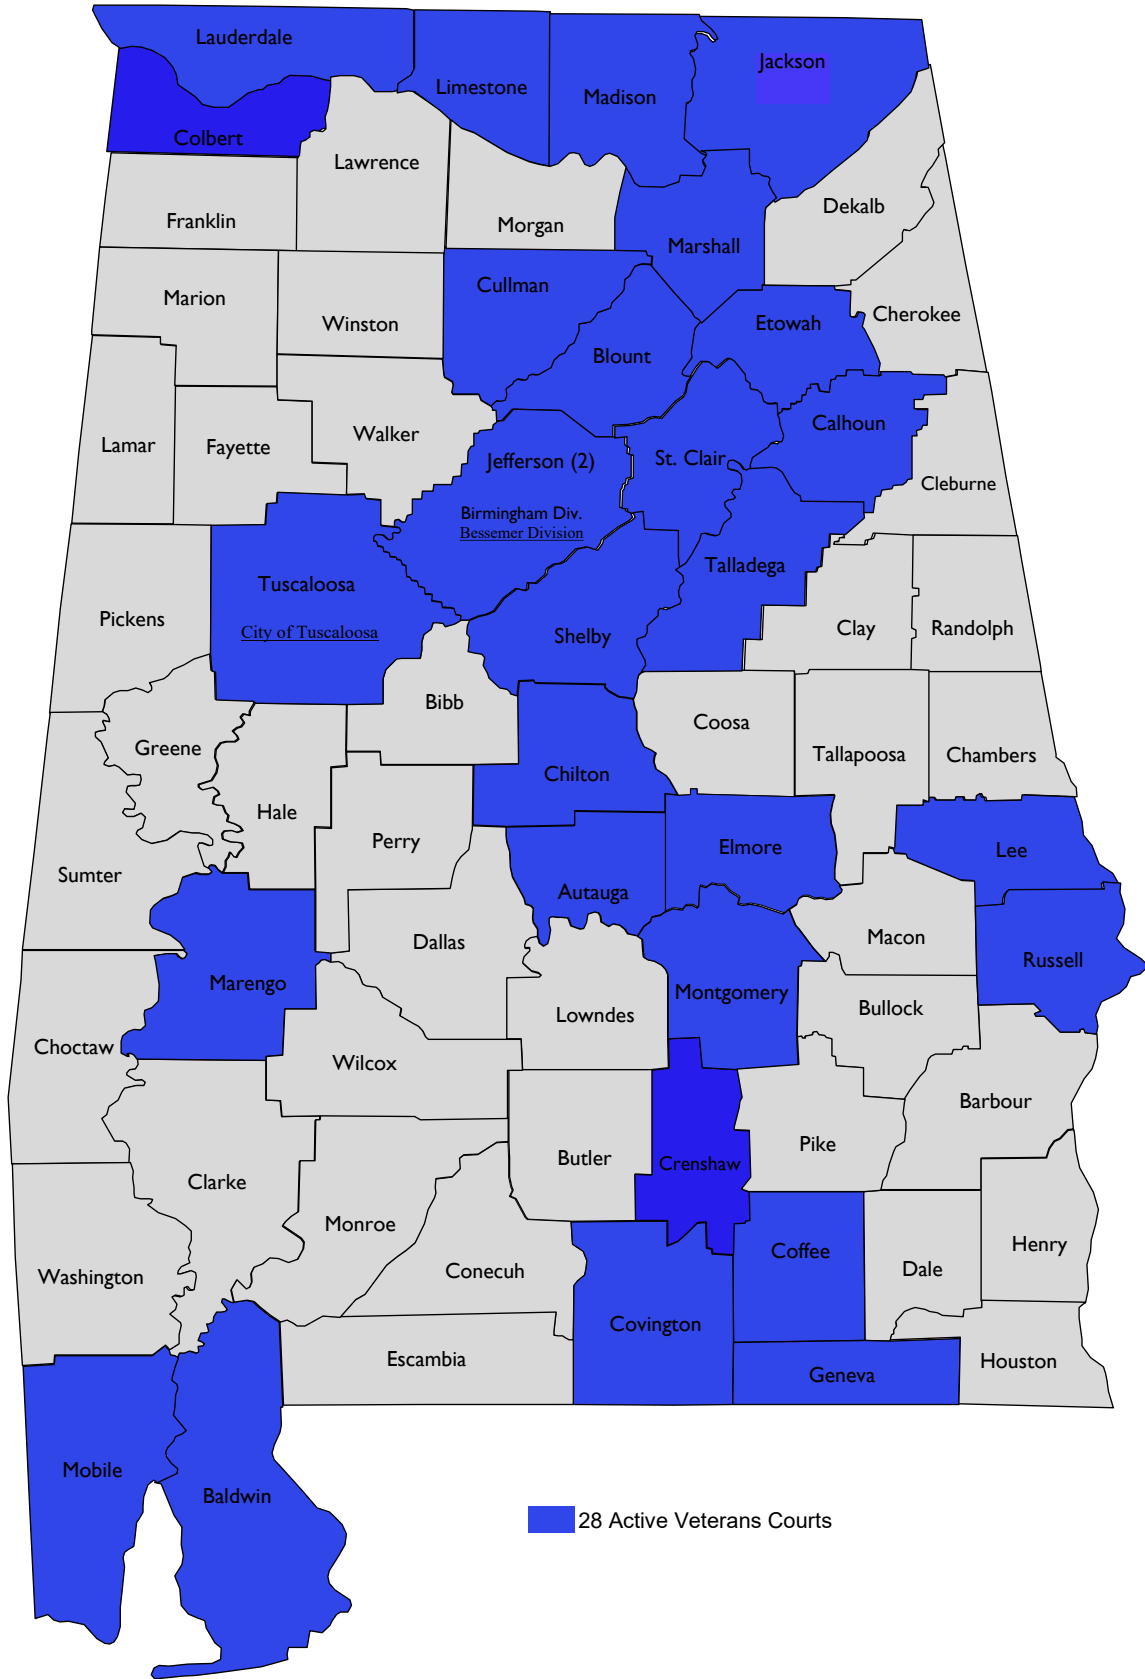 Lauderdale
Limestone
Madison
Jackson
Colbert
Lawrence
Franklin
Morgan
Marshall
Dekalb
Marion
Winston
Cullman
Blount
Etowah
Cherokee
Lamar
Fayette
Walker
Jefferson (2)
Birmingham Div.
Bessemer Division
St. Clair
Calhoun
Cleburne
Tuscaloosa
City of Tuscaloosa
Talladega
Pickens
Shelby
Clay
Randolph
Bibb
Greene
Coosa
Tallapoosa
Chambers
Chilton
Hale
Perry
Elmore
Lee
Sumter
Autauga
Dallas
Macon
Marengo
Montgomery
Russell
Lowndes
Bullock
Choctaw
Wilcox
Barbour
Butler
Crenshaw
Pike
Clarke
Monroe
Henry
Coffee
Dale
Washington
Conecuh
Covington
Escambia
Houston
Geneva
Mobile
Baldwin
28 Active Veterans Courts